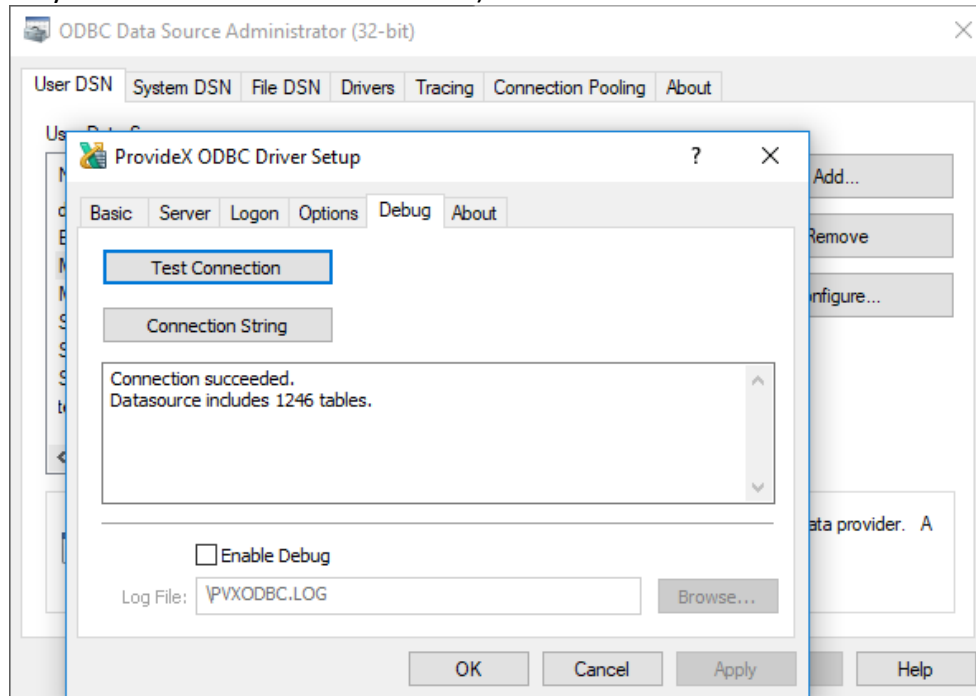 ODBC Data Source Administrator (32-bit)
User DSN System DSN File DSN Drivers Tracing Connection Pooling About
ProvideX ODBC Driver Setup ?
Add...
Basic Server Logon Options Debug About
Remove
Test Connection
Connection String
Connection succeeded.
Datasource includes 1246 tables.
ata provider. A
Enable Debug
Log File: \PVXODBC.LOG Browse...
OK Cancel Apply Help